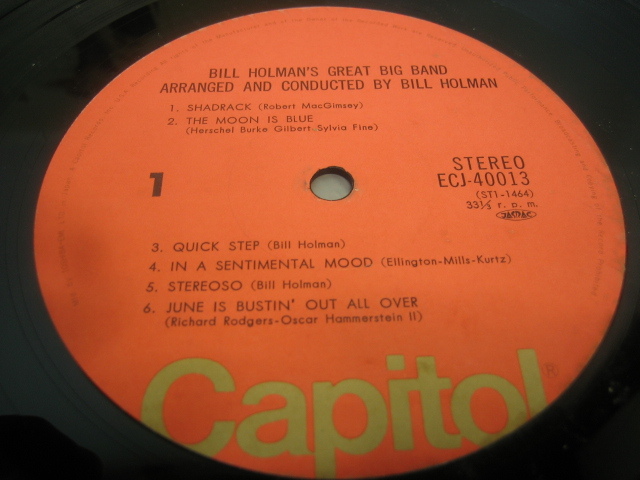 BILL HOLMAN'S GREAT BIG BAND
ARRANGED AND CONDUCTED BY BILL HOLMAN
1. SHADRACK (Robert MacGimsey)
2. THE MOON IS BLUE
(Herschel Burke Gilbert-Sylvia Fine)
1
STEREO
ECJ-40013
(ST1-1464)
33⅓ r. p. m.
3. QUICK STEP (Bill Holman)
4. IN A SENTIMENTAL MOOD (Ellington-Mills-Kurtz)
5. STEREOSO (Bill Holman)
6. JUNE IS BUSTIN' OUT ALL OVER
(Richard Rodgers-Oscar Hammerstein II)
Capitol®